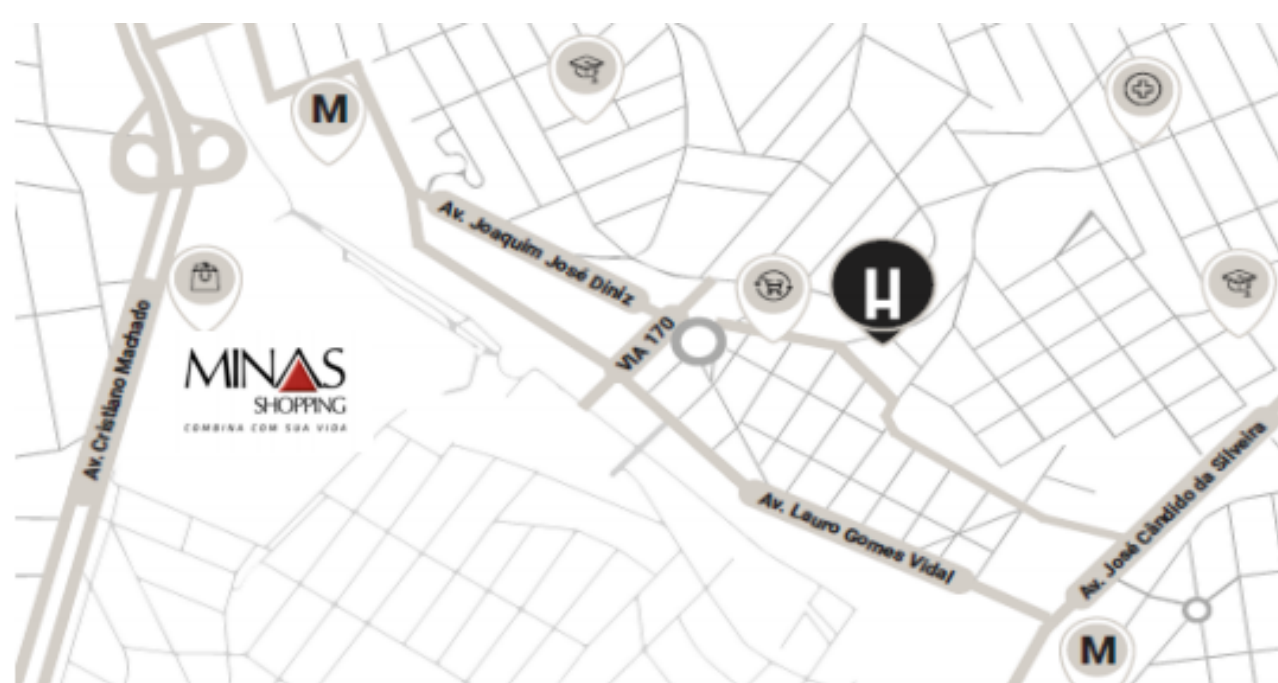 M
Av. Joaquim José Diniz
H
VIA 170
Av. Cristiano Machado
MINAS
SHOPPING
COMBINA COM SUA VIDA
Av. Lauro Gomes Vidal
Av. José Cândido da Silveira
M